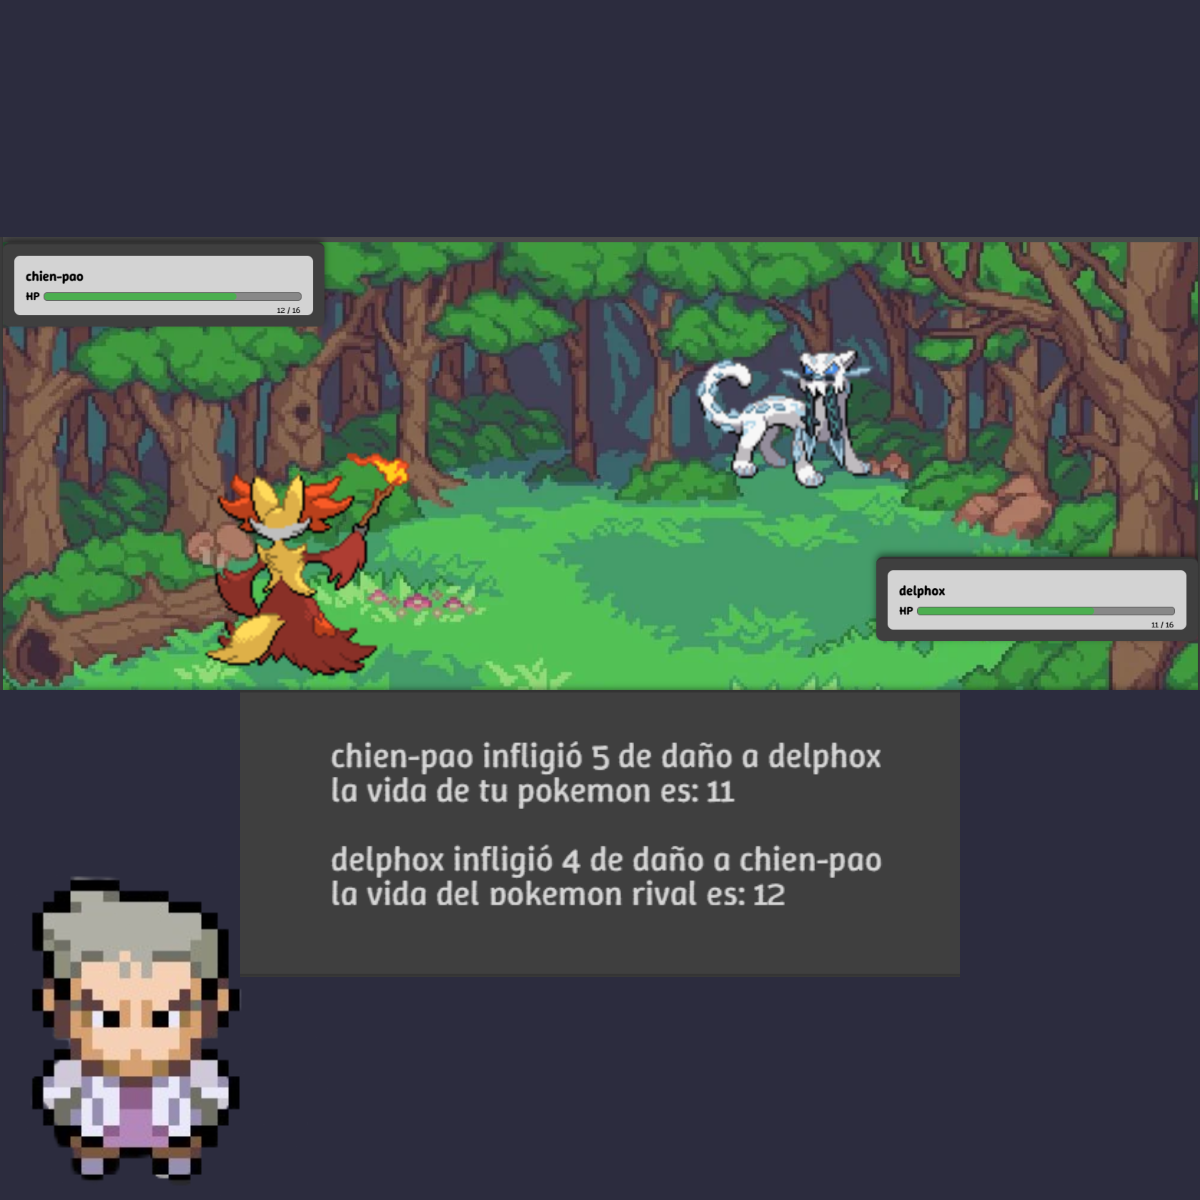 chien-pao
HP
12 / 16
delphox
HP
11 / 16
chien-pao infligió 5 de daño a delphox
la vida de tu pokemon es: 11
delphox infligió 4 de daño a chien-pao
la vida del pokemon rival es: 12